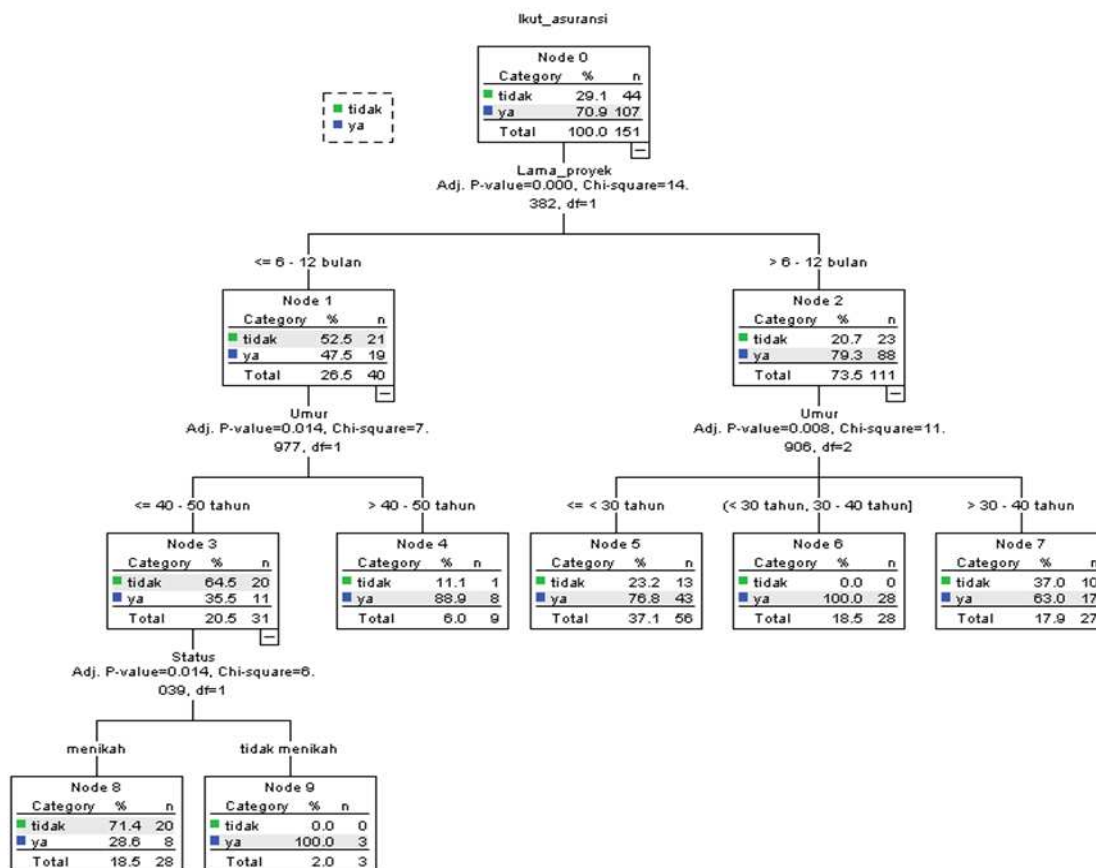 Ikut_asuransi
tidak
ya
Node 0
Category % n
tidak 29.1 44
ya 70.9 107
Total 100.0 151
Lama_proyek
Adj. P-value=0.000, Chi-square=14.
382, df=1
<= 6 - 12 bulan
> 6 - 12 bulan
Node 1
Category % n
tidak 52.5 21
ya 47.5 19
Total 26.5 40
Node 2
Category % n
tidak 20.7 23
ya 79.3 88
Total 73.5 111
Umur
Adj. P-value=0.014, Chi-square=7.
977, df=1
Umur
Adj. P-value=0.008, Chi-square=11.
906, df=2
<= 40 - 50 tahun
> 40 - 50 tahun
<= < 30 tahun
(< 30 tahun, 30 - 40 tahun]
> 30 - 40 tahun
Node 3
Category % n
tidak 64.5 20
ya 35.5 11
Total 20.5 31
Node 4
Category % n
tidak 11.1 1
ya 88.9 8
Total 6.0 9
Node 5
Category % n
tidak 23.2 13
ya 76.8 43
Total 37.1 56
Node 6
Category % n
tidak 0.0 0
ya 100.0 28
Total 18.5 28
Node 7
Category % n
tidak 37.0 10
ya 63.0 17
Total 17.9 27
Status
Adj. P-value=0.014, Chi-square=6.
039, df=1
menikah
tidak menikah
Node 8
Category % n
tidak 71.4 20
ya 28.6 8
Total 18.5 28
Node 9
Category % n
tidak 0.0 0
ya 100.0 3
Total 2.0 3